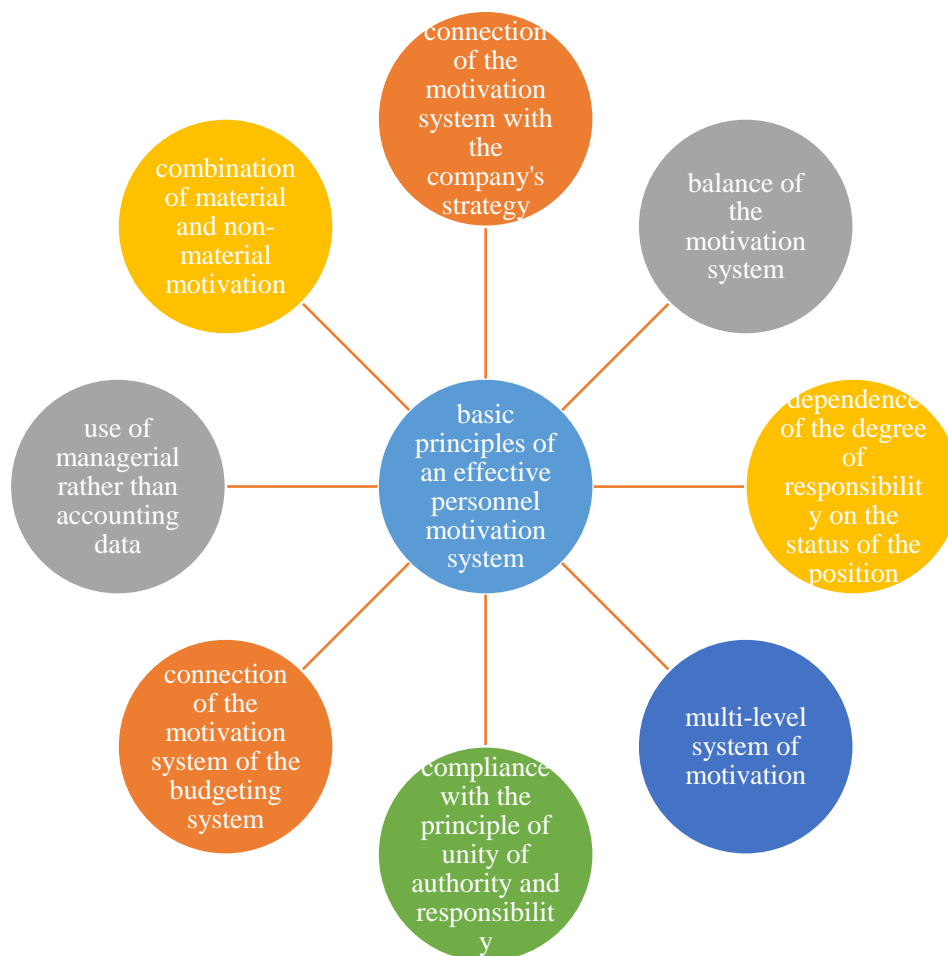 connection
of the
motivation
system with
the
company's
strategy
balance of
the
motivation
system
dependence
of the degree
of
responsibilit
y on the
status of the
position
multi-level
system of
motivation
compliance
with the
principle of
unity of
authority and
responsibilit
y
connection
of the
motivation
system of the
budgeting
system
use of
managerial
rather than
accounting
data
combination
of material
and non-
material
motivation
basic
principles of
an effective
personnel
motivation
system